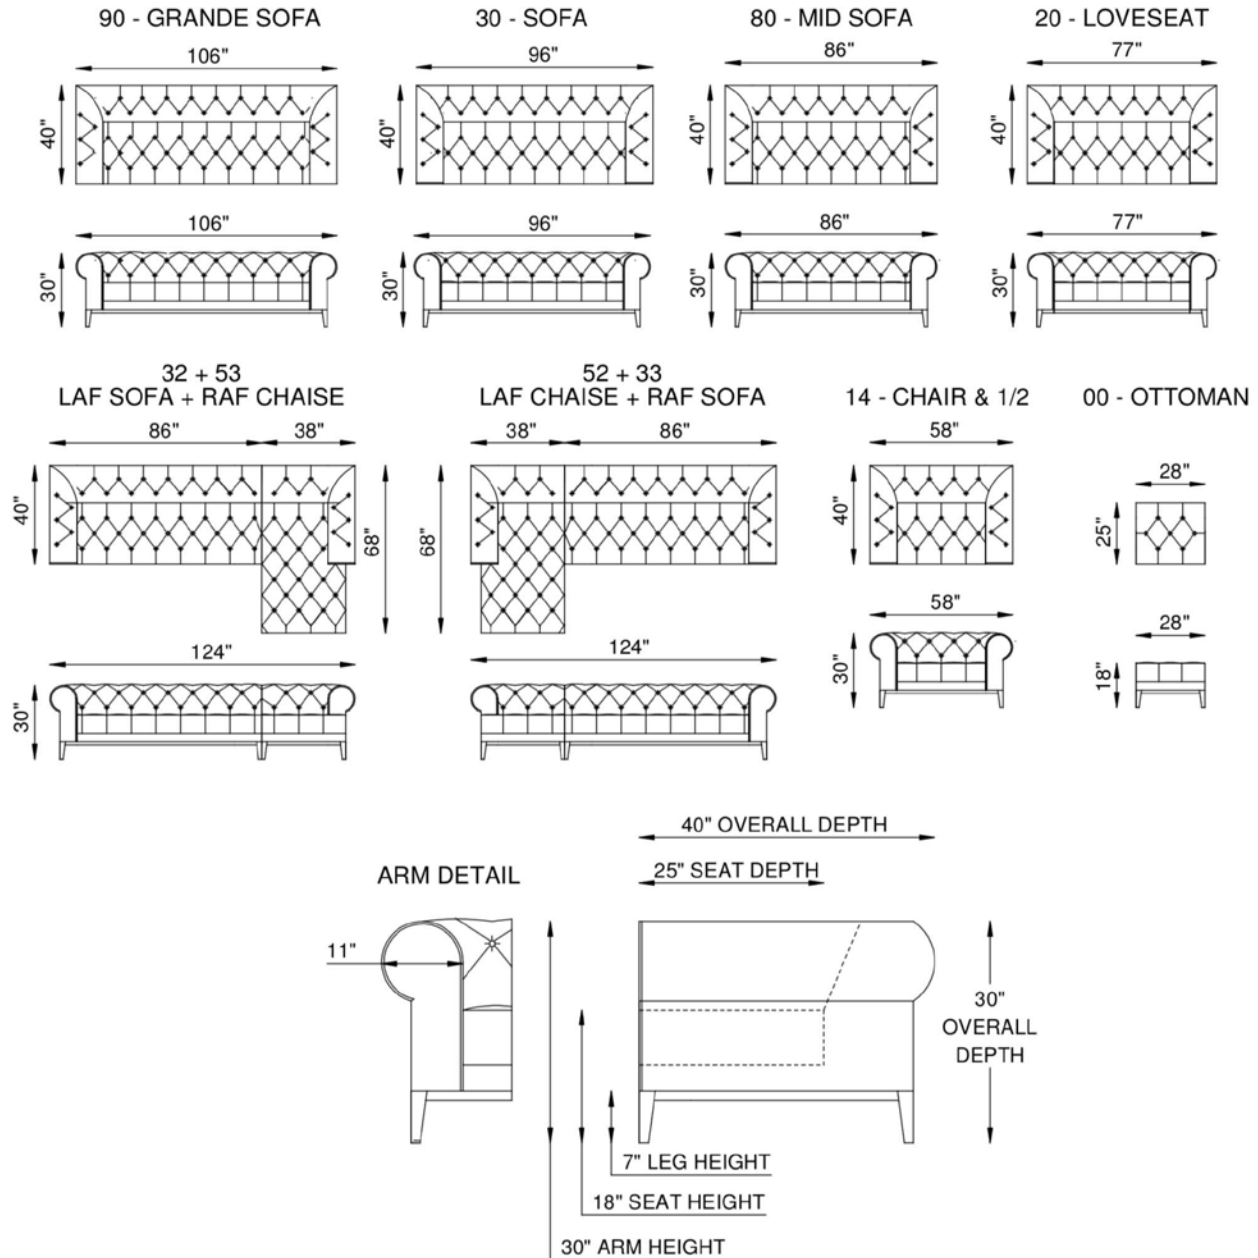 90 - GRANDE SOFA
30 - SOFA
80 - MID SOFA
20 - LOVESEAT
106"
96"
86"
77"
40"
40"
40"
40"
106"
96"
86"
77"
30"
30"
30"
30"
32 + 53
LAF SOFA + RAF CHAISE
52 + 33
LAF CHAISE + RAF SOFA
14 - CHAIR & 1/2
00 - OTTOMAN
86"
38"
38"
86"
58"
28"
40"
68"
68"
40"
25"
58"
28"
124"
124"
30"
30"
18"
40" OVERALL DEPTH
ARM DETAIL
25" SEAT DEPTH
11"
30"
OVERALL
DEPTH
7" LEG HEIGHT
18" SEAT HEIGHT
30" ARM HEIGHT